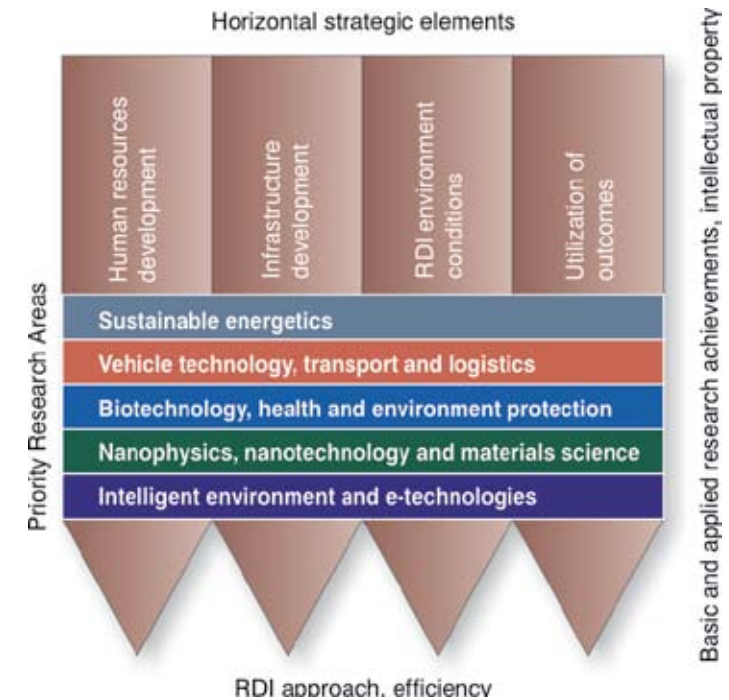 Horizontal strategic elements
Human resources
development
Infrastructure
development
RDI environment
conditions
Utilization of
outcomes
Priority Research Areas
Sustainable energetics
Vehicle technology, transport and logistics
Biotechnology, health and environment protection
Nanophysics, nanotechnology and materials science
Intelligent environment and e-technologies
Basic and applied research achievements, intellectual property
RDI approach, efficiency